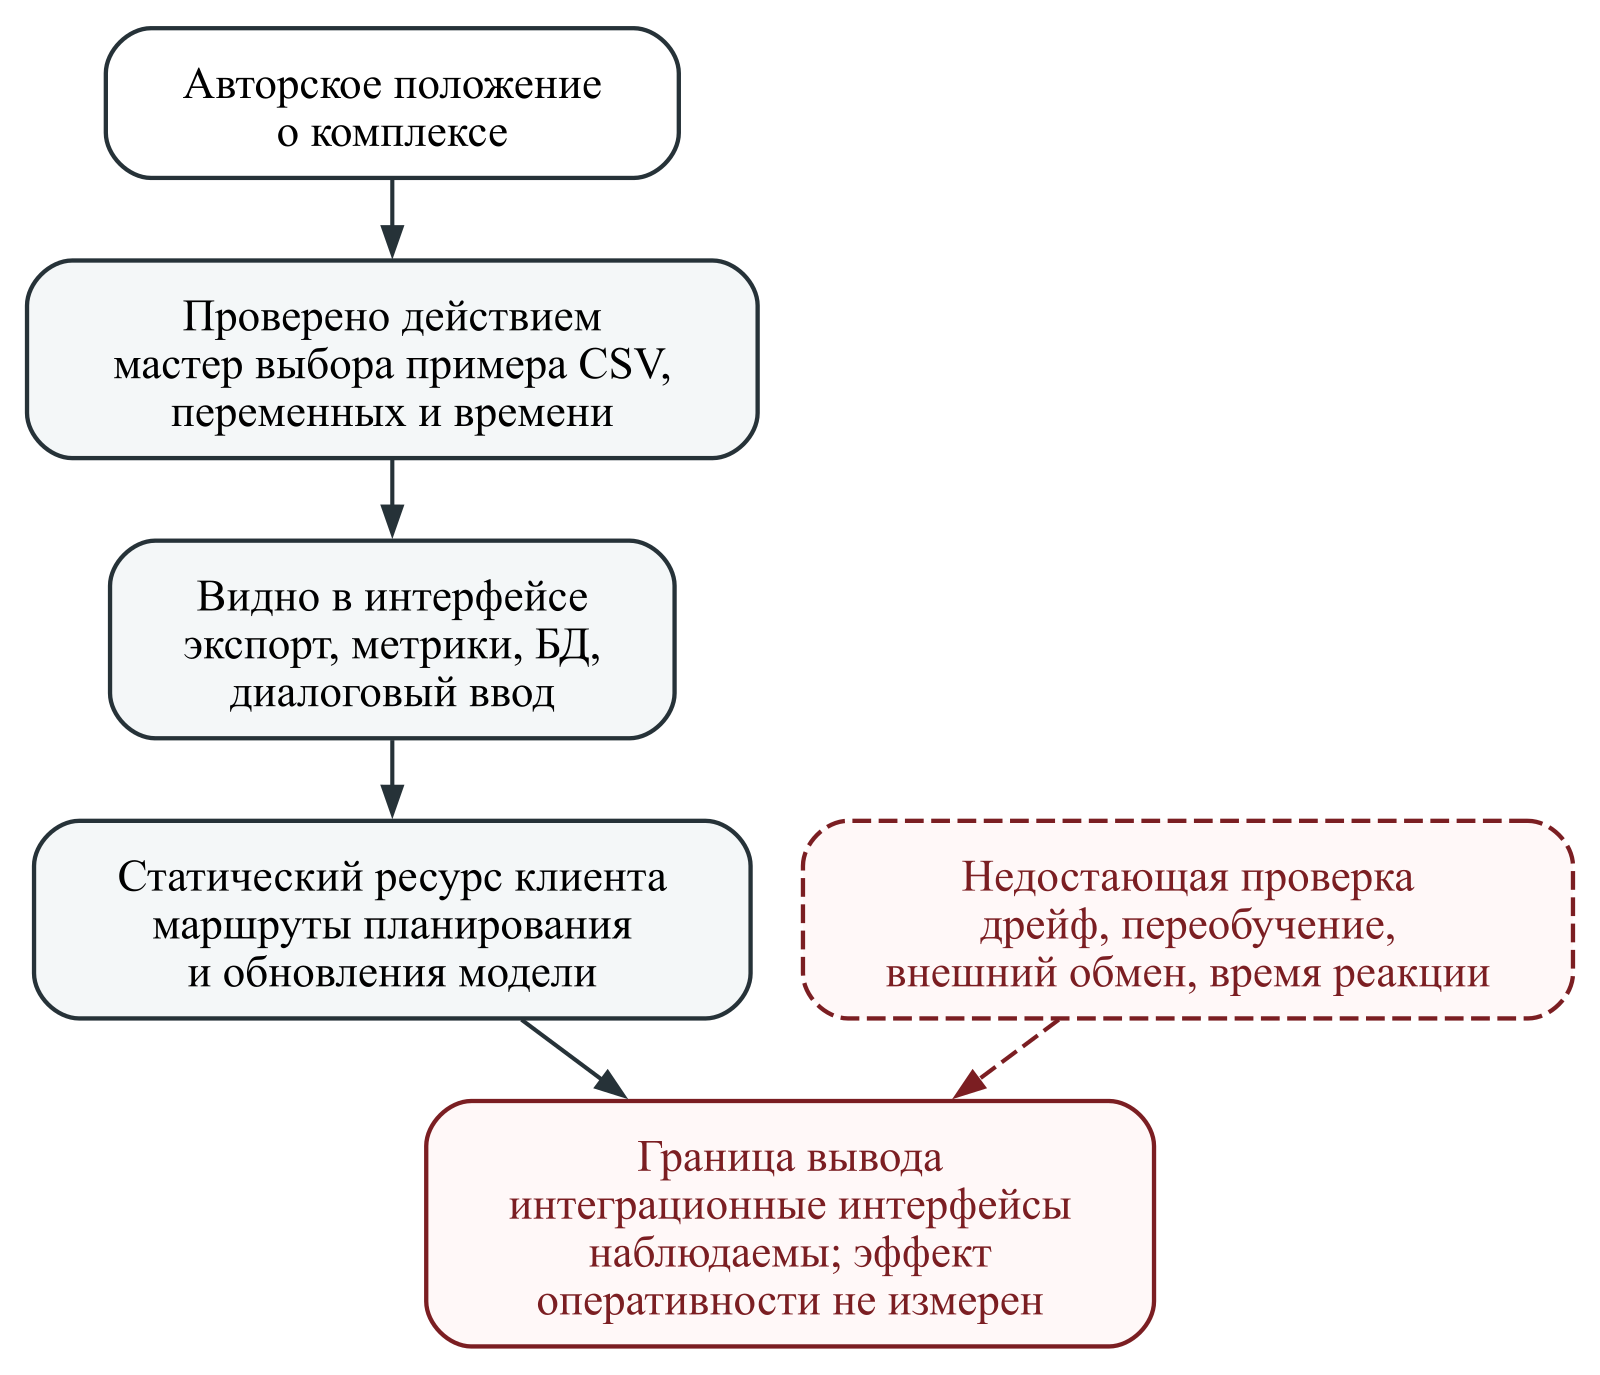 Авторское положение
о комплексе
Проверено действием
мастер выбора примера CSV,
переменных и времени
Видно в интерфейсе
экспорт, метрики, БД,
диалоговый ввод
Статический ресурс клиента
маршруты планирования
и обновления модели
Недостающая проверка
дрейф, переобучение,
внешний обмен, время реакции
Граница вывода
интеграционные интерфейсы
наблюдаемы; эффект
оперативности не измерен